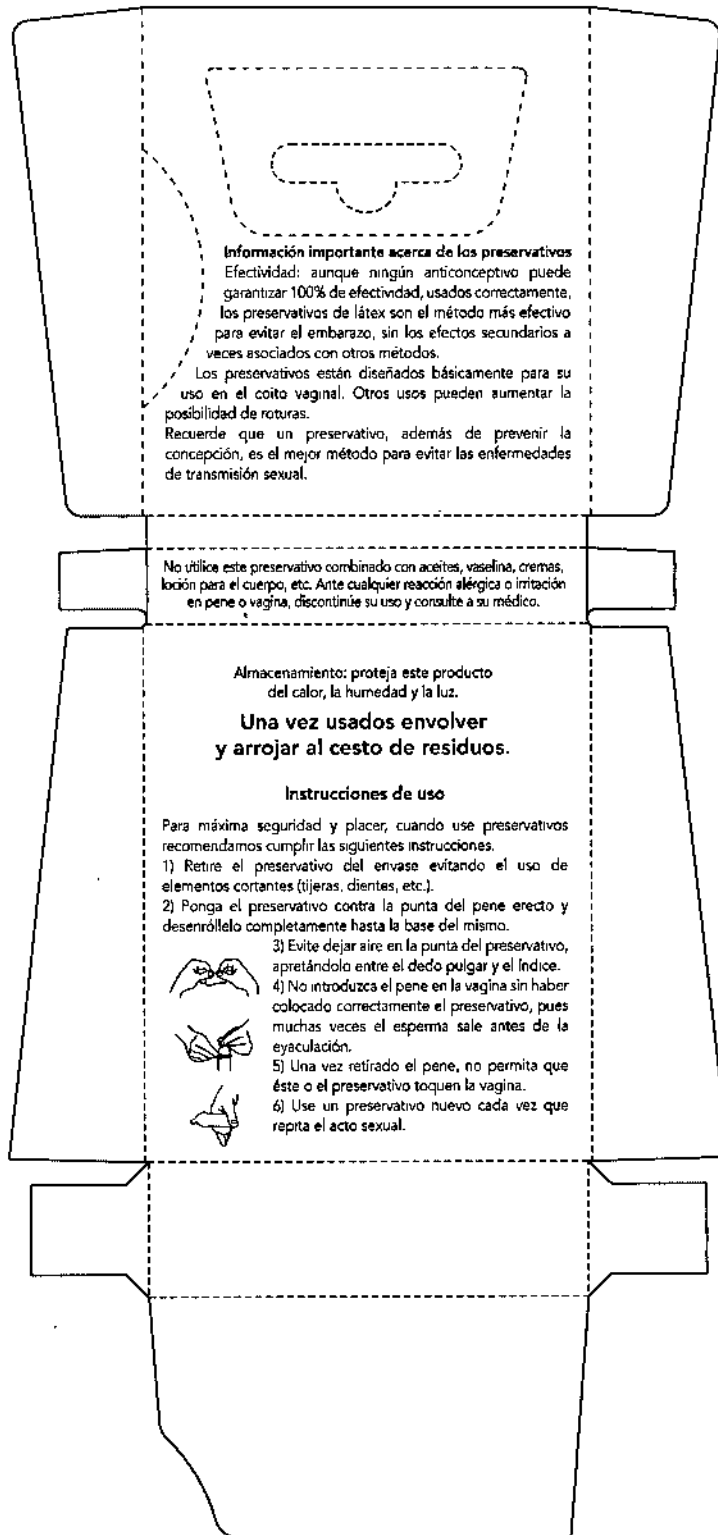 Información importante acerca de los preservativos
Efectividad: aunque ningún anticonceptivo puede
garantizar 100% de efectividad, usados correctamente,
los preservativos de látex son el método más efectivo
para evitar el embarazo, sin los efectos secundarios a
veces asociados con otros métodos.
Los preservativos están diseñados básicamente para su
uso en el coito vaginal. Otros usos pueden aumentar la
posibilidad de roturas.
Recuerde que un preservativo, además de prevenir la
concepción, es el mejor método para evitar las enfermedades
de transmisión sexual.
No utilice este preservativo combinado con aceites, vaselina, cremas,
loción para el cuerpo, etc. Ante cualquier reacción alérgica o irritación
en pene o vagina, discontinúe su uso y consulte a su médico.
Almacenamiento: proteja este producto
del calor, la humedad y la luz.
Una vez usados envolver
y arrojar al cesto de residuos.
Instrucciones de uso
Para máxima seguridad y placer, cuando use preservativos
recomendamos cumplir las siguientes instrucciones.
1) Retire el preservativo del envase evitando el uso de
elementos cortantes (tijeras, dientes, etc.).
2) Ponga el preservativo contra la punta del pene erecto y
desenróllelo completamente hasta la base del mismo.
3) Evite dejar aire en la punta del preservativo,
apretándolo entre el dedo pulgar y el índice.
4) No introduzca el pene en la vagina sin haber
colocado correctamente el preservativo, pues
muchas veces el esperma sale antes de la
eyaculación.
5) Una vez retirado el pene, no permita que
éste o el preservativo toquen la vagina.
6) Use un preservativo nuevo cada vez que
repita el acto sexual.